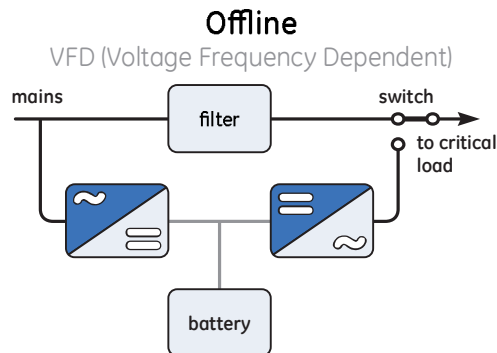 Offline
VFD (Voltage Frequency Dependent)
mains
filter
switch
to critical
load
battery